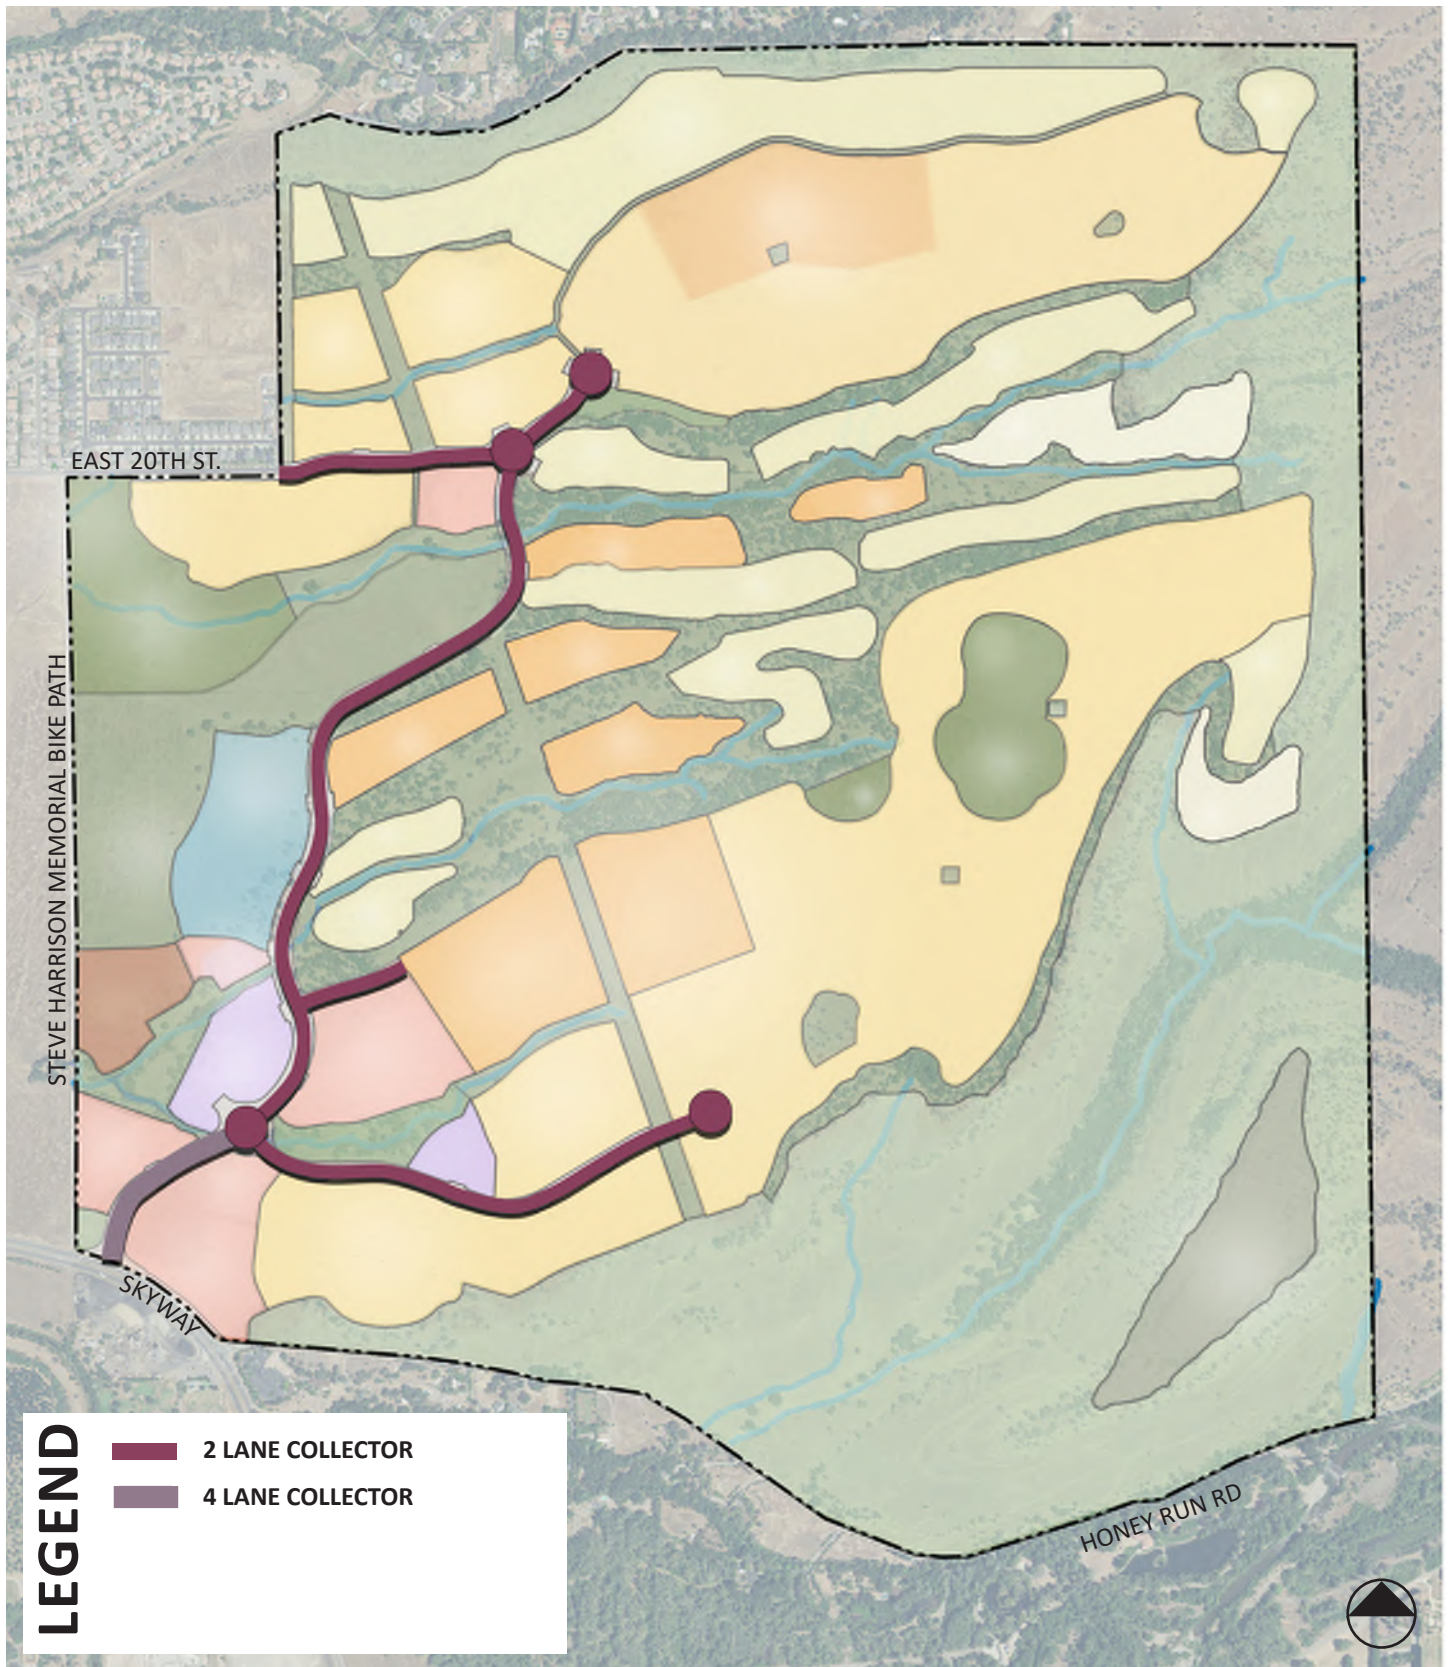 EAST 20TH ST.
STEVE HARRISON MEMORIAL BIKE PATH
SKYWAY
HONEY RUN RD
LEGEND
2 LANE COLLECTOR
4 LANE COLLECTOR